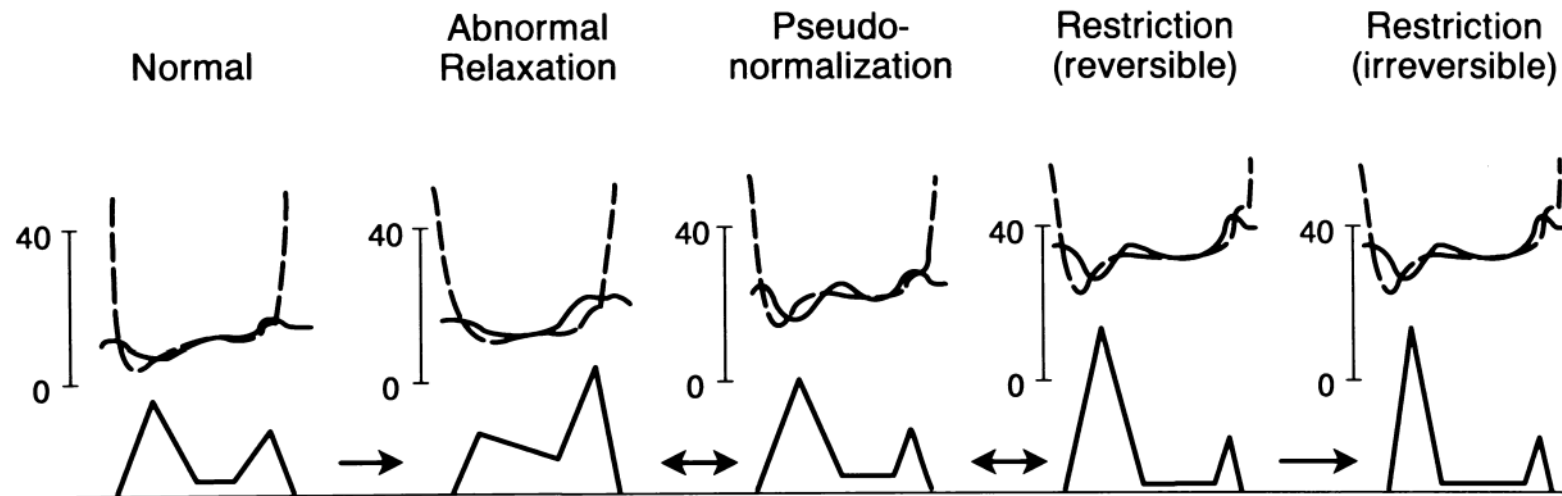 Normal
Abnormal
Relaxation
Pseudo-
normalization
Restriction
(reversible)
Restriction
(irreversible)
40
0
40
0
40
0
40
0
40
0